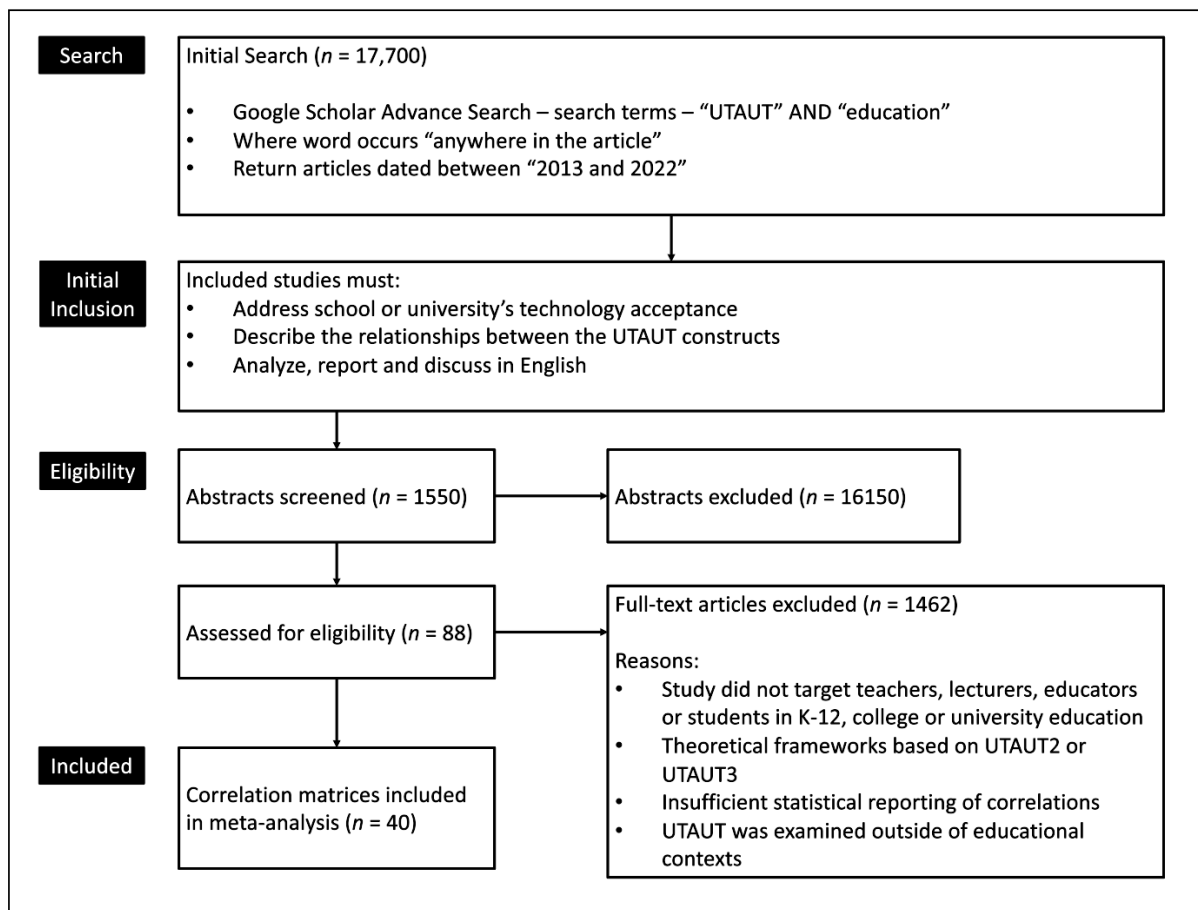 Search
Initial Search (n = 17,700)
• Google Scholar Advance Search – search terms – “UTAUT” AND “education”
• Where word occurs “anywhere in the article”
• Return articles dated between “2013 and 2022”
Initial
Inclusion
Included studies must:
• Address school or university’s technology acceptance
• Describe the relationships between the UTAUT constructs
• Analyze, report and discuss in English
Eligibility
Abstracts screened (n = 1550)
Abstracts excluded (n = 16150)
Assessed for eligibility (n = 88)
Full-text articles excluded (n = 1462)
Reasons:
• Study did not target teachers, lecturers, educators
or students in K-12, college or university education
• Theoretical frameworks based on UTAUT2 or
UTAUT3
• Insufficient statistical reporting of correlations
• UTAUT was examined outside of educational
contexts
Included
Correlation matrices included
in meta-analysis (n = 40)